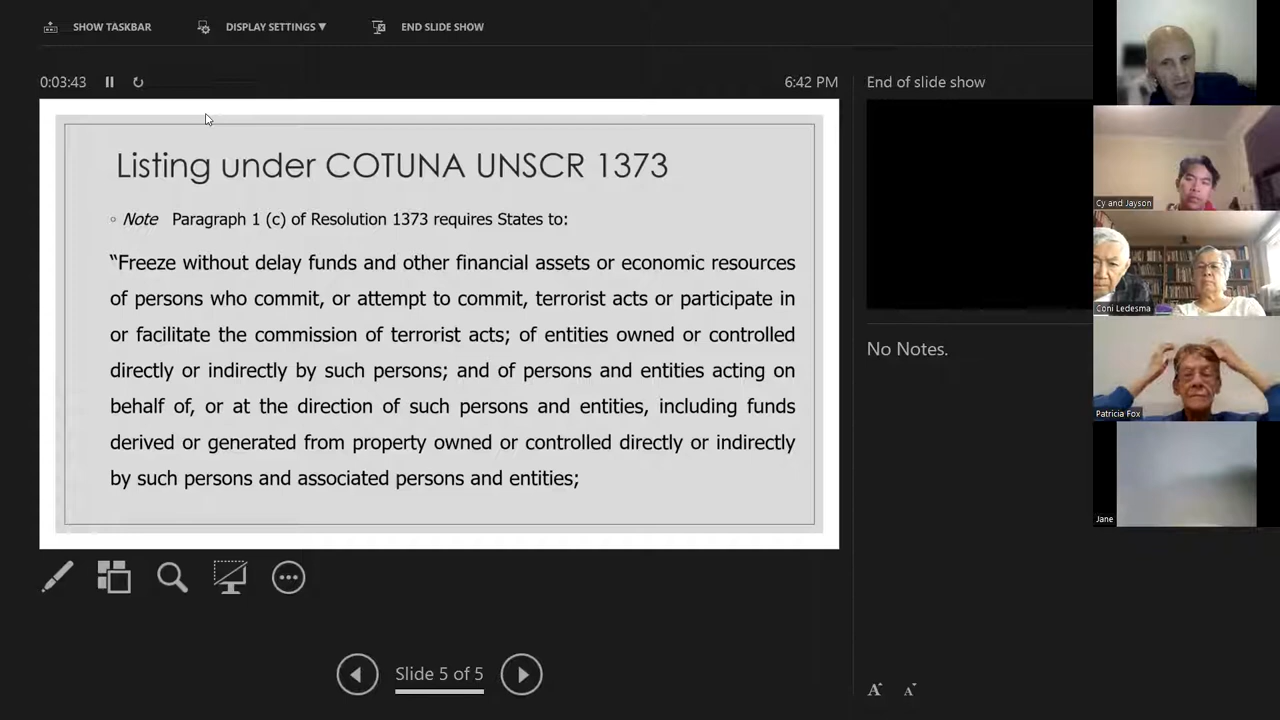 SHOW TASKBAR
DISPLAY SETTINGS ▼
END SLIDE SHOW
0:03:43
6:42 PM
End of slide show
Listing under COTUNA UNSCR 1373
Note Paragraph 1 (c) of Resolution 1373 requires States to:
“Freeze without delay funds and other financial assets or economic resources
of persons who commit, or attempt to commit, terrorist acts or participate in
or facilitate the commission of terrorist acts; of entities owned or controlled
directly or indirectly by such persons; and of persons and entities acting on
behalf of, or at the direction of such persons and entities, including funds
derived or generated from property owned or controlled directly or indirectly
by such persons and associated persons and entities;
No Notes.
Slide 5 of 5
A A
Cy and Jayson
Coni Ledesma
Patricia Fox
Jane